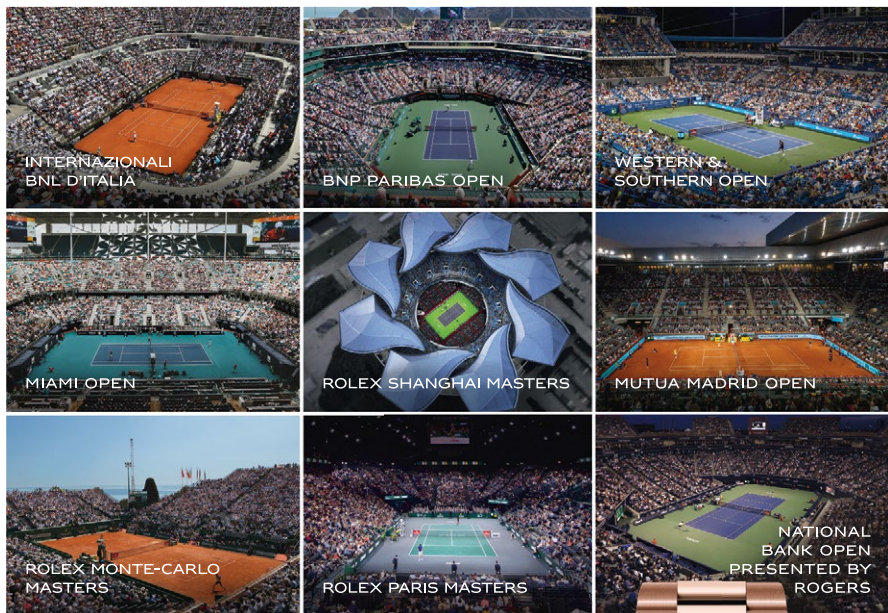 INTERNAZIONALI
BNL D'ITALIA
BNP PARIBAS OPEN
WESTERN &
SOUTHERN OPEN
MIAMI OPEN
ROLEX SHANGHAI MASTERS
MUTUA MADRID OPEN
ROLEX MONTE-CARLO
MASTERS
ROLEX PARIS MASTERS
NATIONAL
BANK OPEN
PRESENTED BY
ROGERS